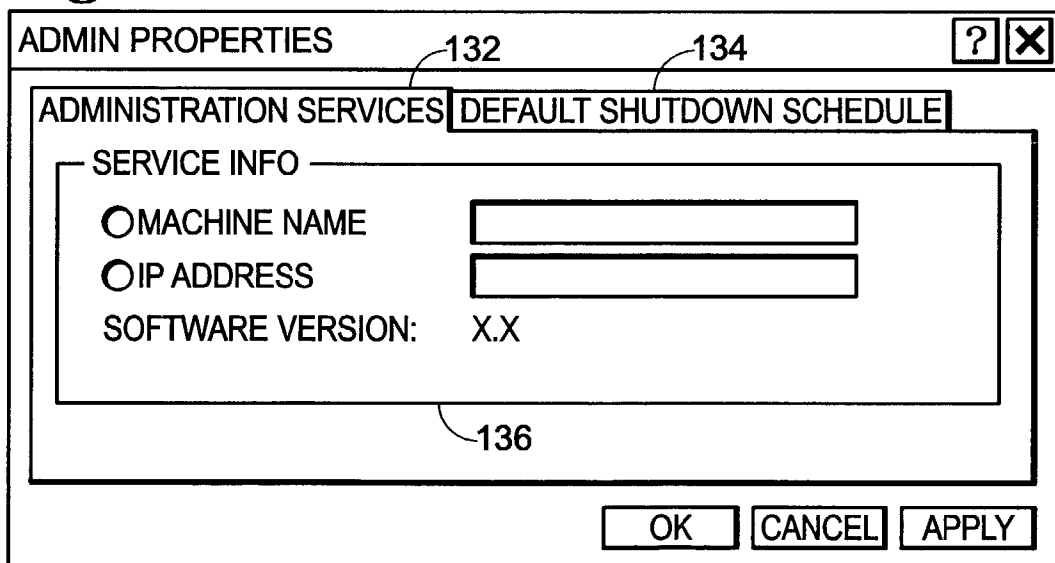 ADMIN PROPERTIES ? X
132 134
ADMINISTRATION SERVICES DEFAULT SHUTDOWN SCHEDULE
SERVICE INFO
MACHINE NAME
IP ADDRESS
SOFTWARE VERSION: X.X
136
OK CANCEL APPLY